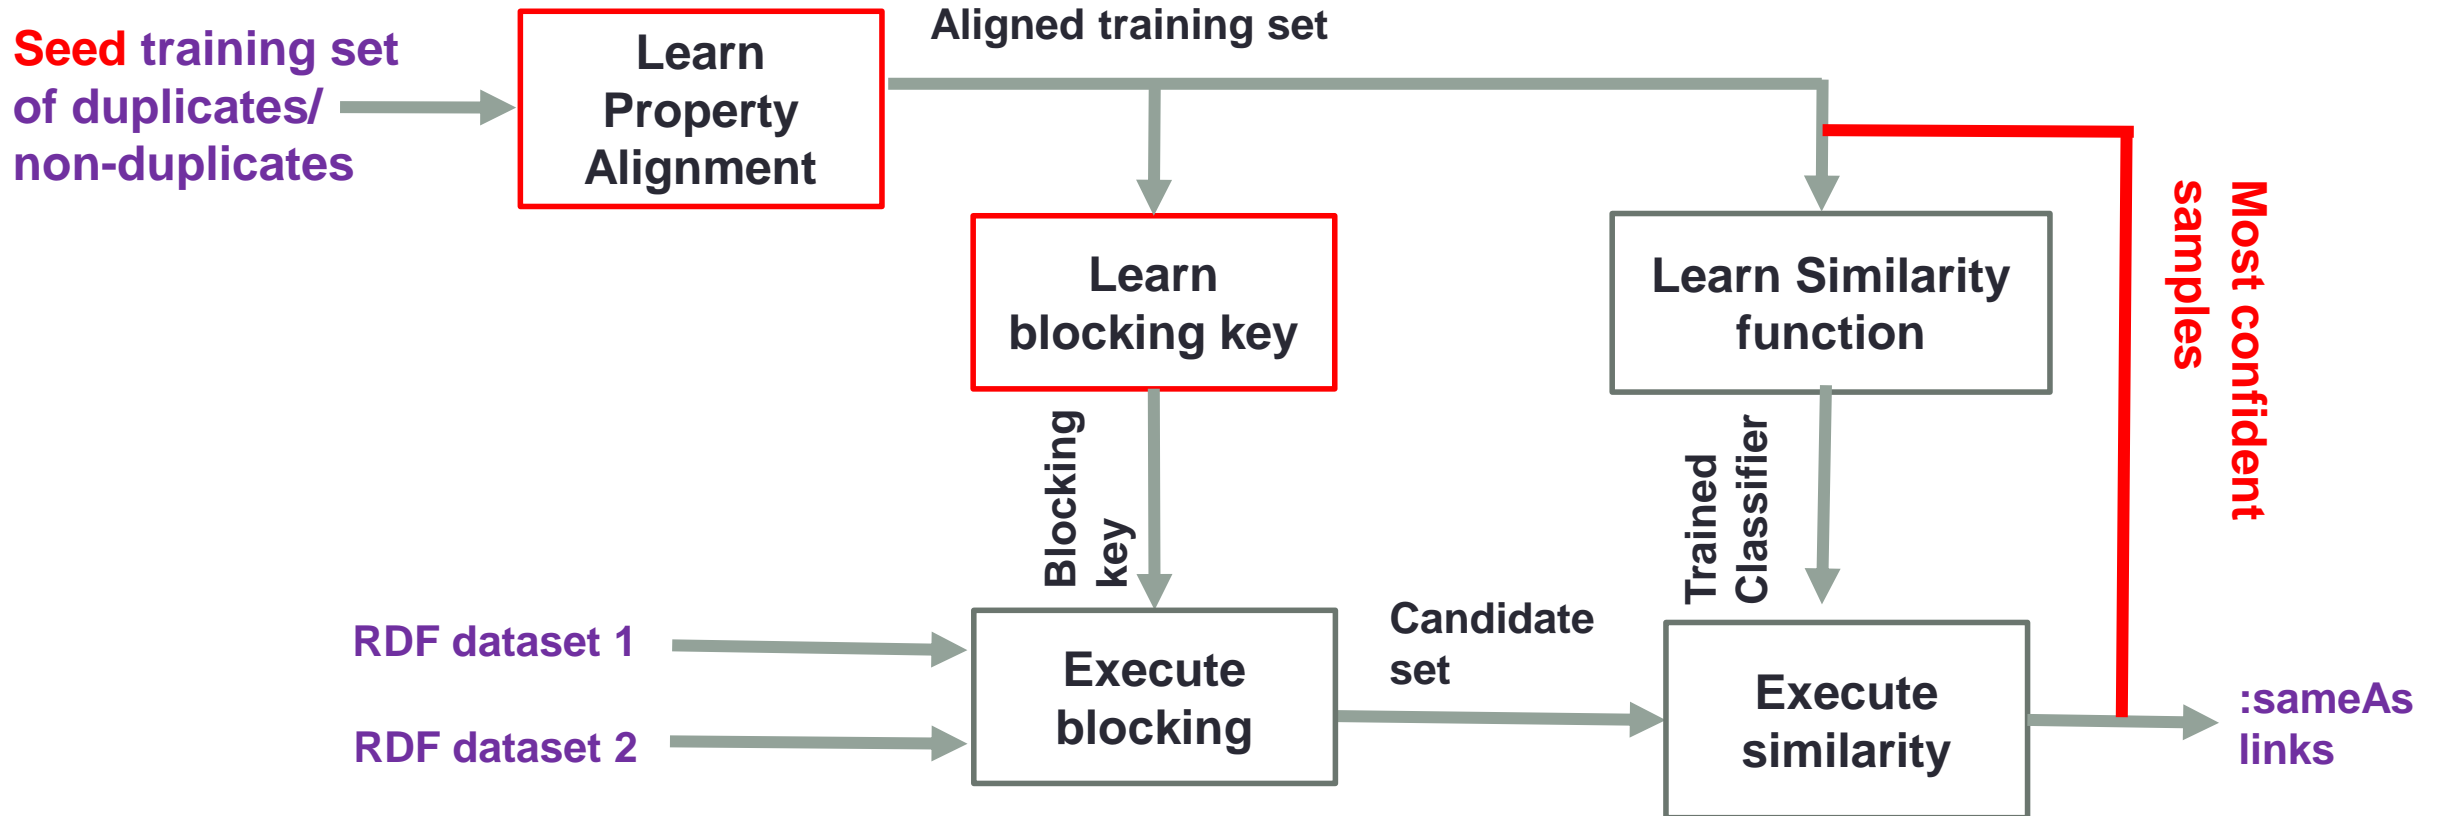 Seed training set
of duplicates/
non-duplicates
Learn
Property
Alignment
Aligned training set
Learn
blocking key
Learn Similarity
function
Most confident
samples
Blocking
key
Trained
Classifier
RDF dataset 1
RDF dataset 2
Execute
blocking
Candidate
set
Execute
similarity
:sameAs
links